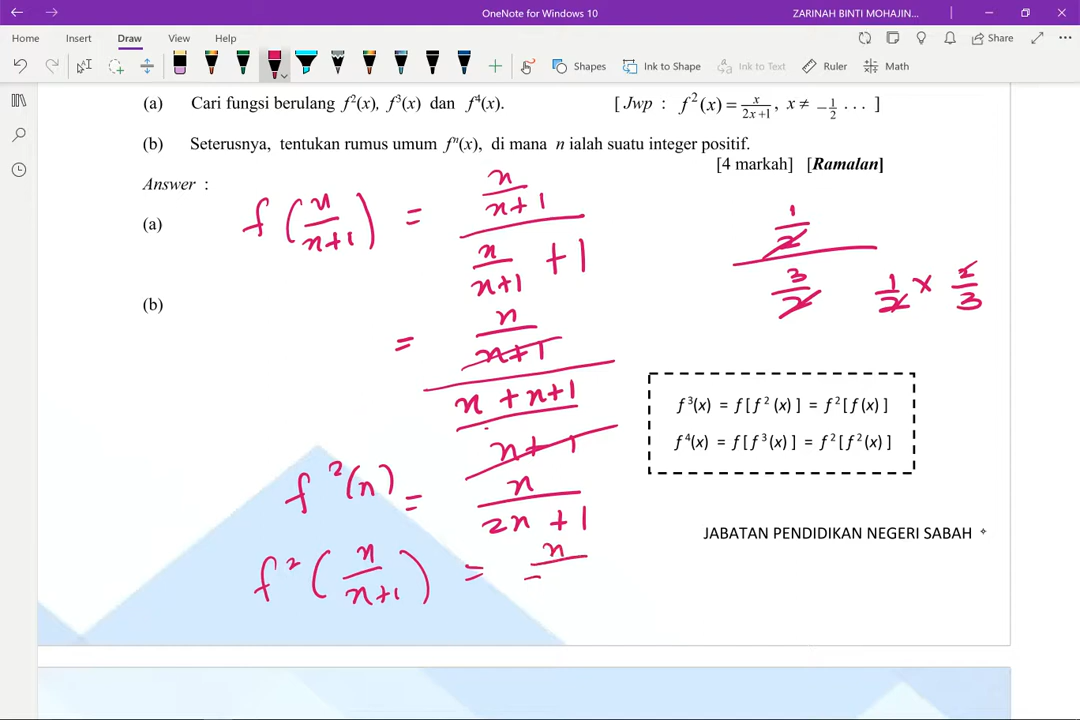 OneNote for Windows 10
ZARINAH BINTI MOHAJIN...
Home Insert Draw View Help
Share
Shapes Ink to Shape Ink to Text Ruler Math
(a) Cari fungsi berulang f²(x), f³(x) dan f⁴(x). [ Jwp : f²(x) = x/(2x+1), x ≠ -1/2 ... ]
(b) Seterusnya, tentukan rumus umum fⁿ(x), di mana n ialah suatu integer positif.
[4 markah] [Ramalan]
Answer :
(a)
f (x/(x+1)) = (x/(x+1)) / (x/(x+1) + 1)
(1/2) / (3/2) 1/2 × 2/3
(b)
= (x/(x+1)) / ((x + x+1)/(x+1))
f³(x) = f[f²(x)] = f²[f(x)]
f⁴(x) = f[f³(x)] = f²[f²(x)]
f²(x) = x/(2x + 1)
JABATAN PENDIDIKAN NEGERI SABAH
f² (x/(x+1)) = x